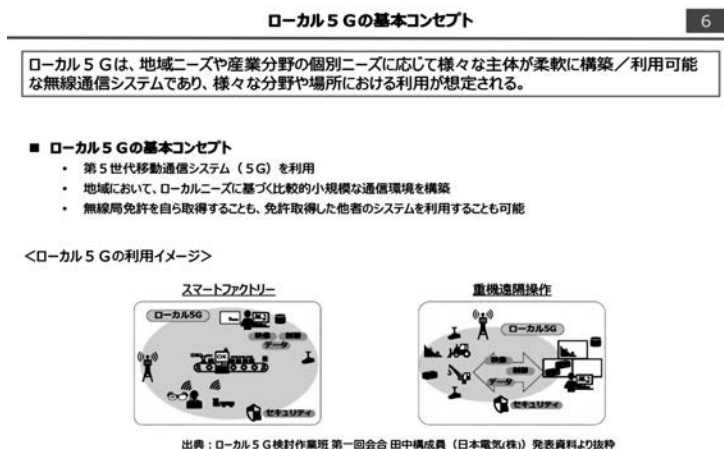 ローカル５Ｇの基本コンセプト
6
ローカル５Ｇは、地域ニーズや産業分野の個別ニーズに応じて様々な主体が柔軟に構築／利用可能
な無線通信システムであり、様々な分野や場所における利用が想定される。
■ ローカル５Ｇの基本コンセプト
・ 第５世代移動通信システム（５Ｇ）を利用
・ 地域において、ローカルニーズに基づく比較的小規模な通信環境を構築
・ 無線局免許を自ら取得することも、免許取得した他者のシステムを利用することも可能
＜ローカル５Ｇの利用イメージ＞
スマートファクトリー
ローカル5G
映像 制御
データ
OK
セキュリティ
重機遠隔操作
ローカル5G
映像
制御
データ
セキュリティ
出典：ローカル５Ｇ検討作業班 第一回会合 田中構成員（日本電気(株)）発表資料より抜粋